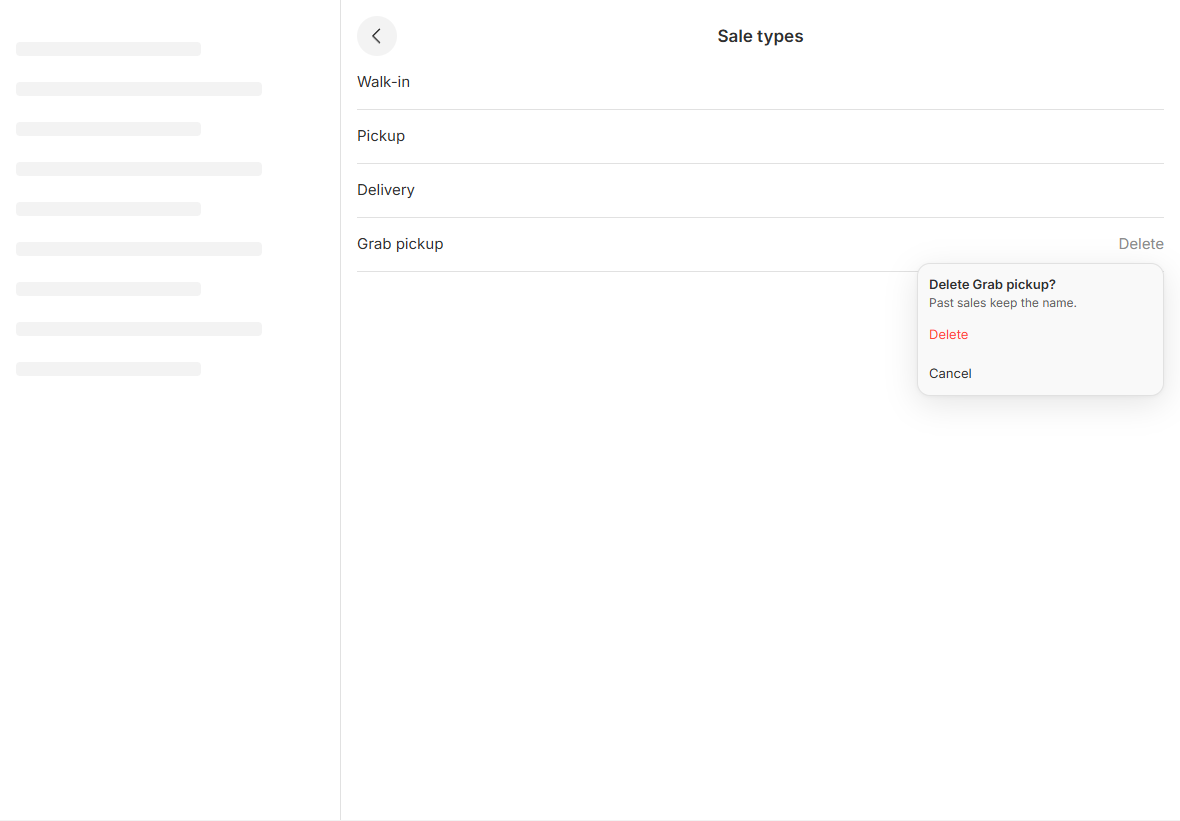 Sale types
Walk-in
Pickup
Delivery
Grab pickup
Delete
Delete Grab pickup?
Past sales keep the name.
Delete
Cancel